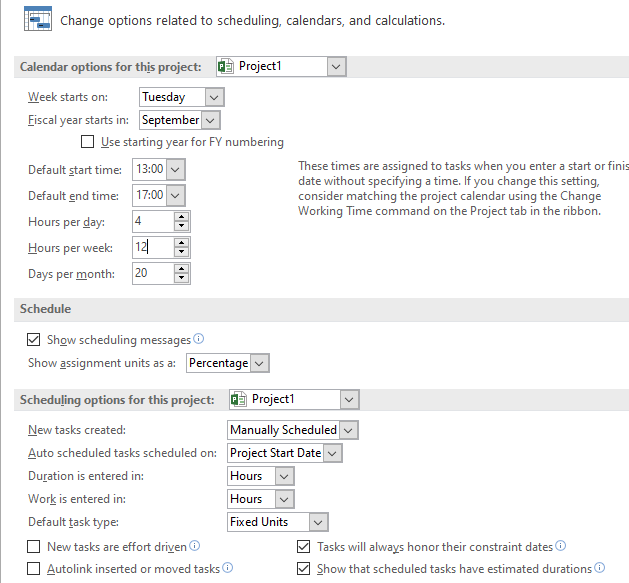 Change options related to scheduling, calendars, and calculations.
Calendar options for this project: Project1
Week starts on: Tuesday
Fiscal year starts in: September
Use starting year for FY numbering
Default start time: 13:00
These times are assigned to tasks when you enter a start or finis
Default end time: 17:00
date without specifying a time. If you change this setting,
consider matching the project calendar using the Change
Working Time command on the Project tab in the ribbon.
Hours per day: 4
Hours per week: 12
Days per month: 20
Schedule
Show scheduling messages
Show assignment units as a: Percentage
Scheduling options for this project: Project1
New tasks created: Manually Scheduled
Auto scheduled tasks scheduled on: Project Start Date
Duration is entered in: Hours
Work is entered in: Hours
Default task type: Fixed Units
New tasks are effort driven
Tasks will always honor their constraint dates
Autolink inserted or moved tasks
Show that scheduled tasks have estimated durations